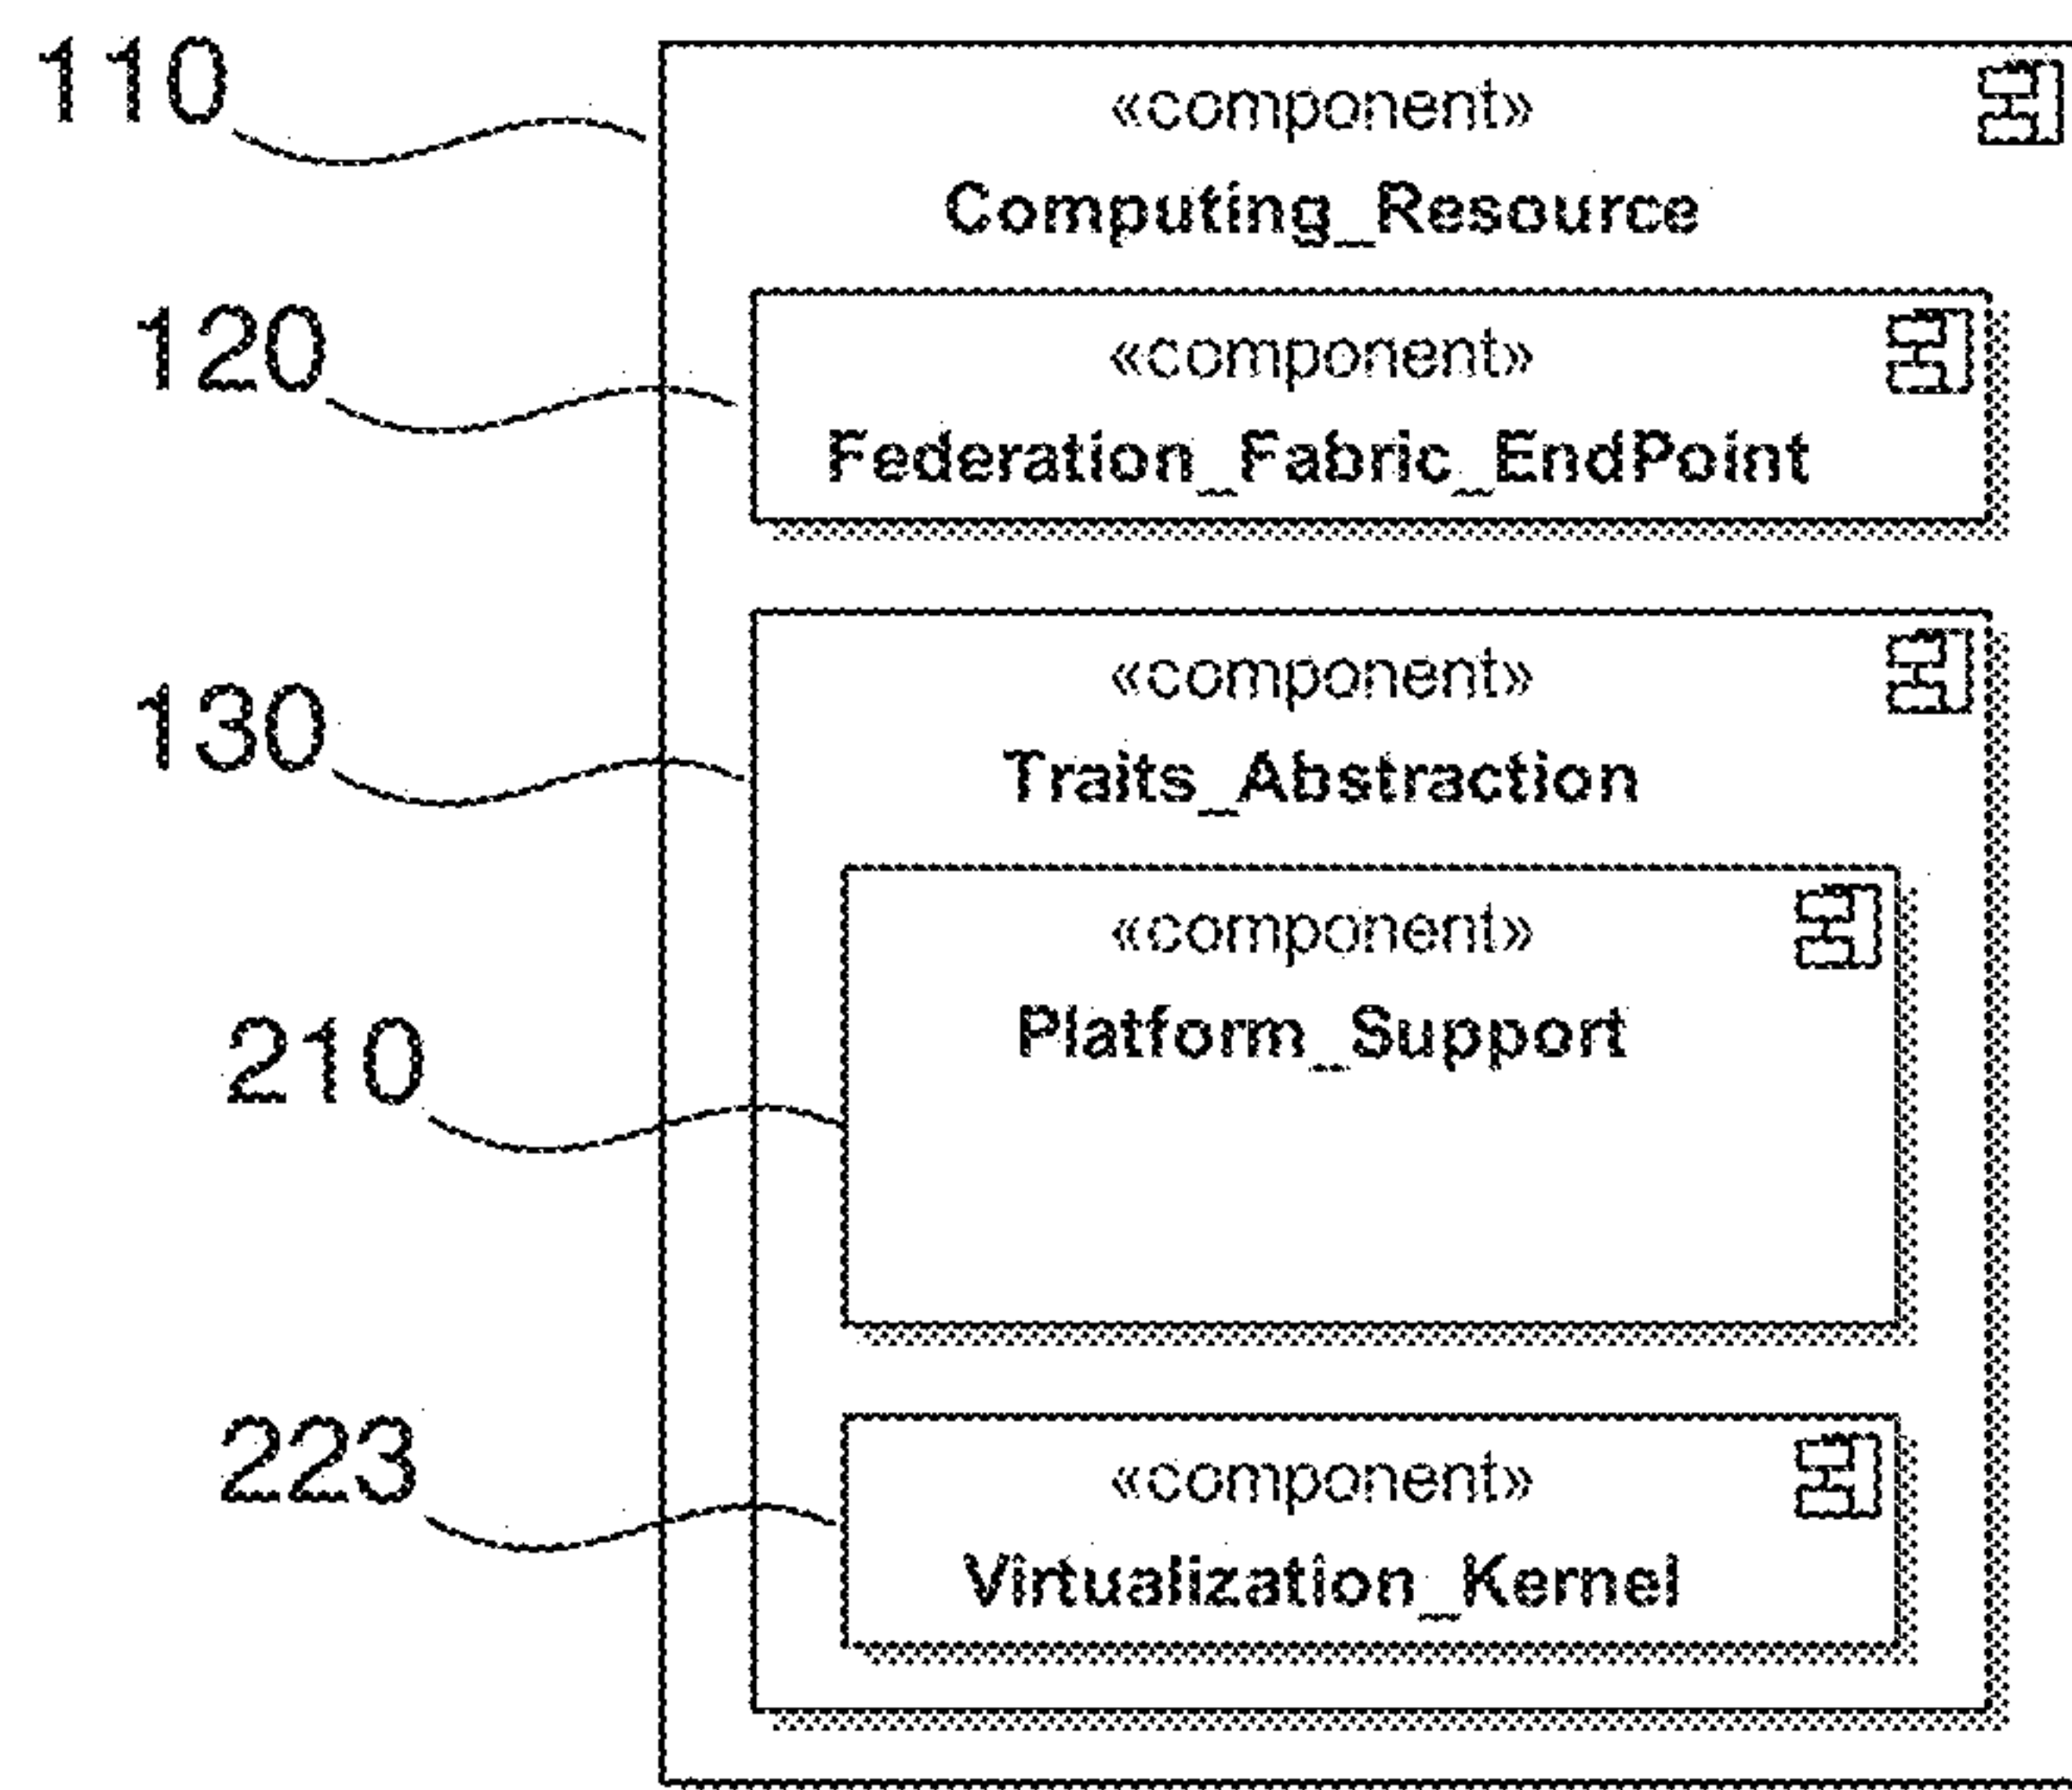 110
«component»
Computing_Resource
120
«component»
Federation_Fabric_EndPoint
130
«component»
Traits_Abstraction
210
«component»
Platform_Support
223
«component»
Virtualization_Kernel